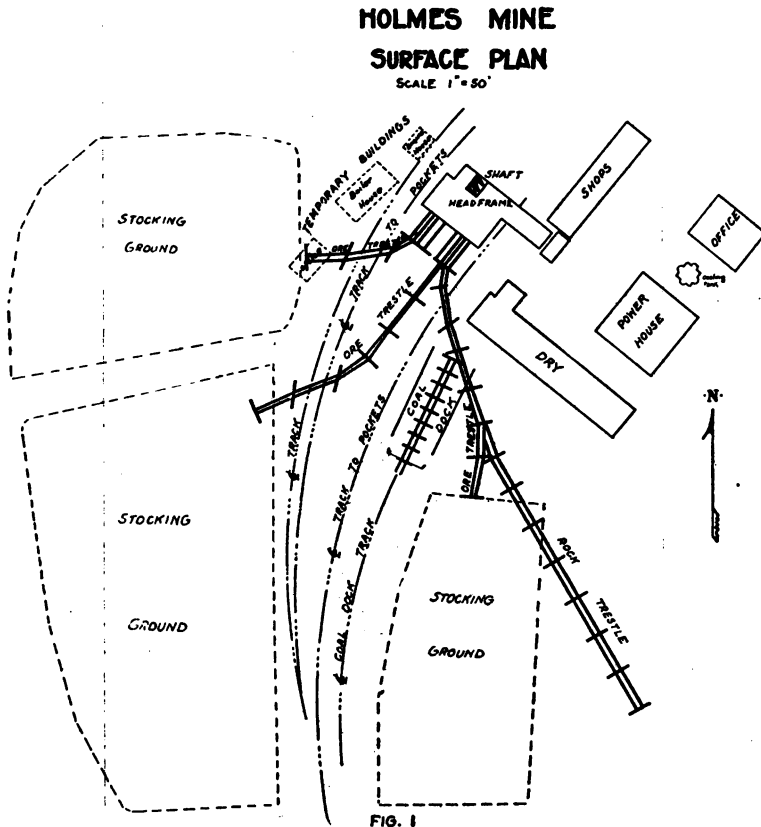 HOLMES MINE
SURFACE PLAN
SCALE 1"=50'
TEMPORARY BUILDINGS
Boiler
House
TRACK TO POCKETS
SHAFT
HEADFRAME
SHOPS
OFFICE
POWER
HOUSE
DRY
STOCKING
GROUND
ORE TRESTLE
ORE TRESTLE
TRACK
COAL
DOCK
ORE TRESTLE
N
TRACK TO POCKETS
COAL DOCK TRACK
STOCKING
GROUND
STOCKING
GROUND
ROCK TRESTLE
FIG. 1